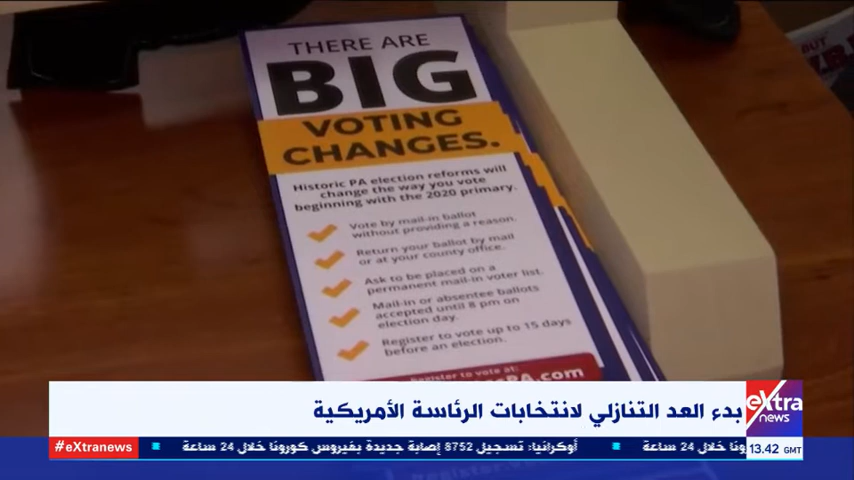 THERE ARE
BIG
VOTING
CHANGES.
Historic PA election reforms will
change the way you vote
beginning with the 2020 primary.
Vote by mail-in ballot
without providing a reason.
Return your ballot by mail
or at your county office.
Ask to be placed on a
permanent mail-in voter list.
Mail-in or absentee ballots
accepted until 8 pm on
election day.
Register to vote up to 15 days
before an election.
Register to vote at:
PA.com
BUT
بدء العد التنازلي لانتخابات الرئاسة الأمريكية
eXtra
news
#eXtranews
أوكرانيا: تسجيل 8752 إصابة جديدة بفيروس كورونا خلال 24 ساعة
ونا خلال 24 ساعة
13.42 GMT